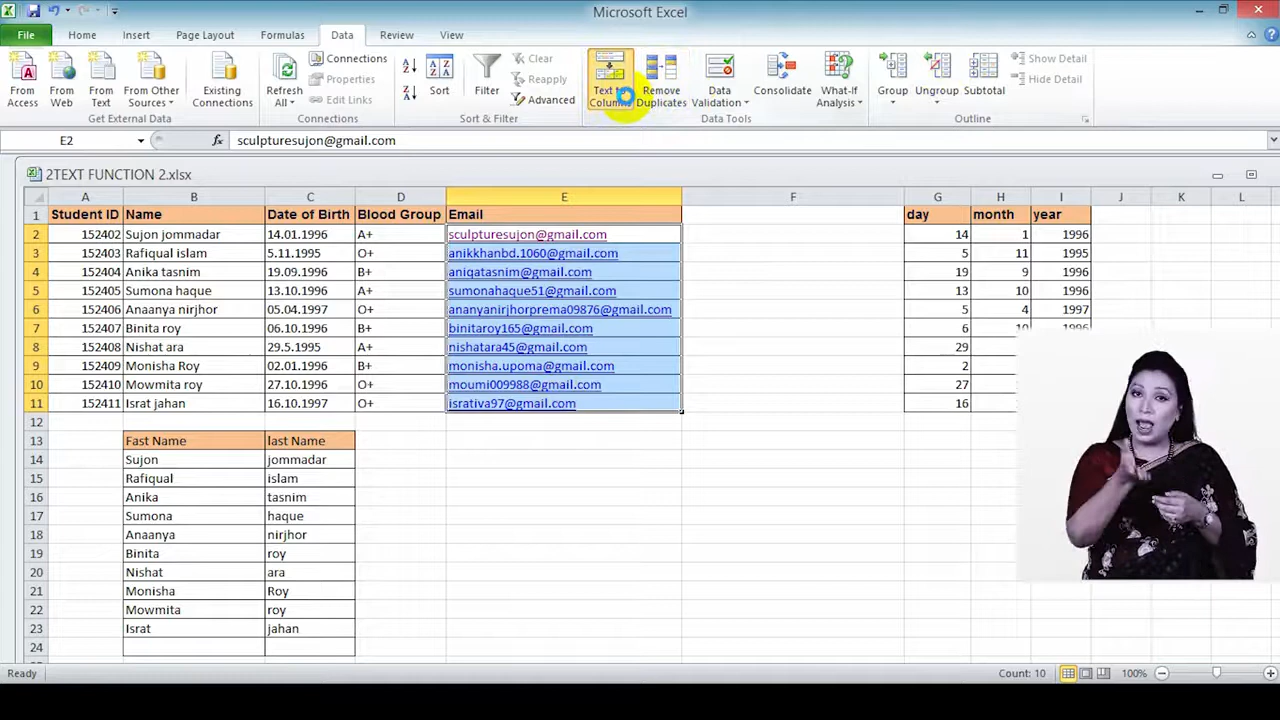 Microsoft Excel
File Home Insert Page Layout Formulas Data Review View
From Access
From Web
From Text
From Other Sources
Existing Connections
Get External Data
Refresh All
Connections
Properties
Edit Links
Connections
Sort
Filter
Clear
Reapply
Advanced
Sort & Filter
Text to Columns
Remove Duplicates
Data Validation
Consolidate
What-If Analysis
Data Tools
Group
Ungroup
Subtotal
Show Detail
Hide Detail
Outline
E2 fx sculpturesujon@gmail.com
2TEXT FUNCTION 2.xlsx
A B C D E F G H I J K L
1 Student ID Name Date of Birth Blood Group Email day month year
2 152402 Sujon jommadar 14.01.1996 A+ sculpturesujon@gmail.com 14 1 1996
3 152403 Rafiqual islam 5.11.1995 O+ anikkhanbd.1060@gmail.com 5 11 1995
4 152404 Anika tasnim 19.09.1996 B+ aniqatasnim@gmail.com 19 9 1996
5 152405 Sumona haque 13.10.1996 A+ sumonahaque51@gmail.com 13 10 1996
6 152406 Anaanya nirjhor 05.04.1997 O+ ananyanirjhorprema09876@gmail.com 5 4 1997
7 152407 Binita roy 06.10.1996 B+ binitaroy165@gmail.com 6 10 1996
8 152408 Nishat ara 29.5.1995 A+ nishatara45@gmail.com 29
9 152409 Monisha Roy 02.01.1996 B+ monisha.upoma@gmail.com 2
10 152410 Mowmita roy 27.10.1996 O+ moumi009988@gmail.com 27
11 152411 Israt jahan 16.10.1997 O+ isrativa97@gmail.com 16
12
13 Fast Name last Name
14 Sujon jommadar
15 Rafiqual islam
16 Anika tasnim
17 Sumona haque
18 Anaanya nirjhor
19 Binita roy
20 Nishat ara
21 Monisha Roy
22 Mowmita roy
23 Israt jahan
24
Ready Count: 10 100%